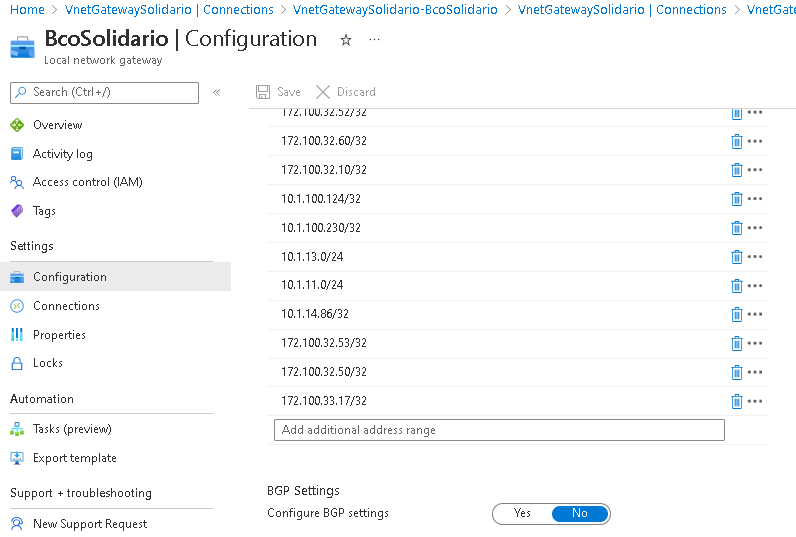 Home > VnetGatewaySolidario | Connections > VnetGatewaySolidario-BcoSolidario > VnetGatewaySolidario | Connections > VnetGatew
BcoSolidario | Configuration
Local network gateway
Search (Ctrl+/)
Overview
Activity log
Access control (IAM)
Tags
Settings
Configuration
Connections
Properties
Locks
Automation
Tasks (preview)
Export template
Support + troubleshooting
New Support Request
Save
Discard
172.100.32.52/32
172.100.32.60/32
172.100.32.10/32
10.1.100.124/32
10.1.100.230/32
10.1.13.0/24
10.1.11.0/24
10.1.14.86/32
172.100.32.53/32
172.100.32.50/32
172.100.33.17/32
Add additional address range
BGP Settings
Configure BGP settings
Yes No